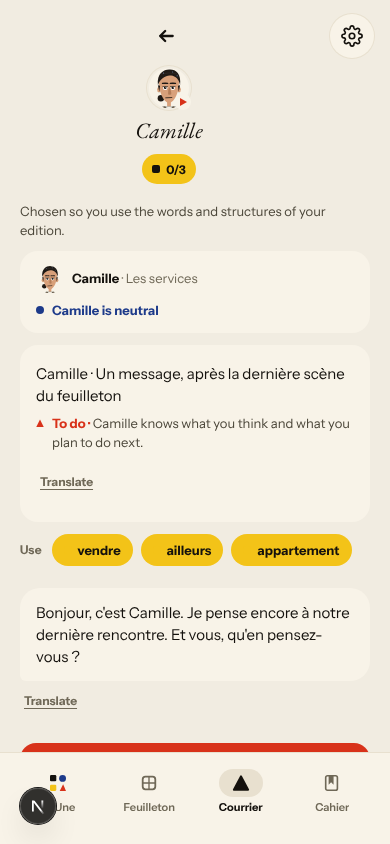 Camille
0/3
Chosen so you use the words and structures of your
edition.
Camille · Les services
Camille is neutral
Camille · Un message, après la dernière scène
du feuilleton
To do · Camille knows what you think and what you
plan to do next.
Translate
Use vendre ailleurs appartement
Bonjour, c'est Camille. Je pense encore à notre
dernière rencontre. Et vous, qu'en pensez-
vous ?
Translate
N Une Feuilleton Courrier Cahier